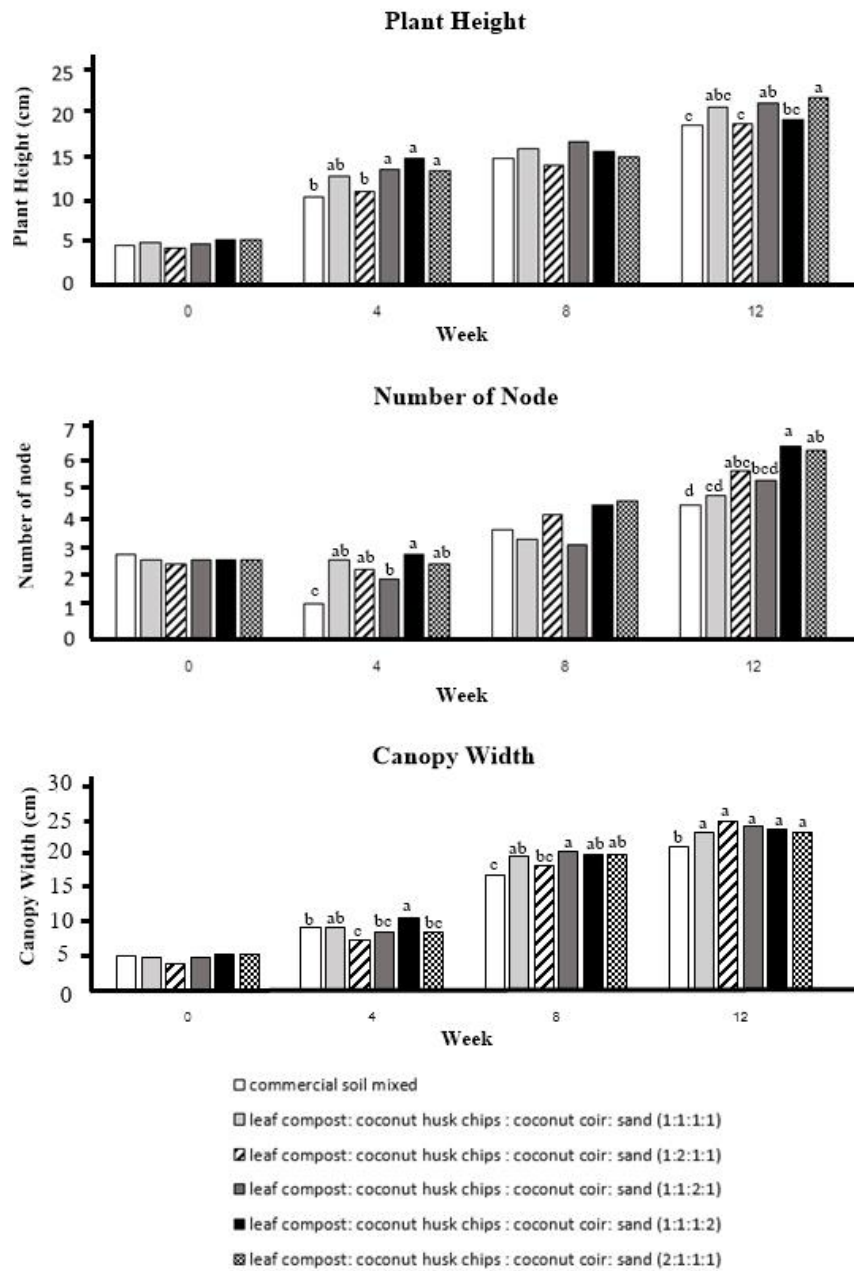 Plant Height
Plant Height (cm)
25
20
15
10
5
0
b ab b a a a
c abc c ab bc a
0 4 8 12
Week
Number of Node
Number of node
7
6
5
4
3
2
1
0
c ab ab b a ab
d cd abc bcd a ab
0 4 8 12
Week
Canopy Width
Canopy Width (cm)
30
25
20
15
10
5
0
b ab c bc a bc
c ab bc a ab ab
b a a a a a
0 4 8 12
Week
commercial soil mixed
leaf compost: coconut husk chips : coconut coir: sand (1:1:1:1)
leaf compost: coconut husk chips : coconut coir: sand (1:2:1:1)
leaf compost: coconut husk chips : coconut coir: sand (1:1:2:1)
leaf compost: coconut husk chips : coconut coir: sand (1:1:1:2)
leaf compost: coconut husk chips : coconut coir: sand (2:1:1:1)